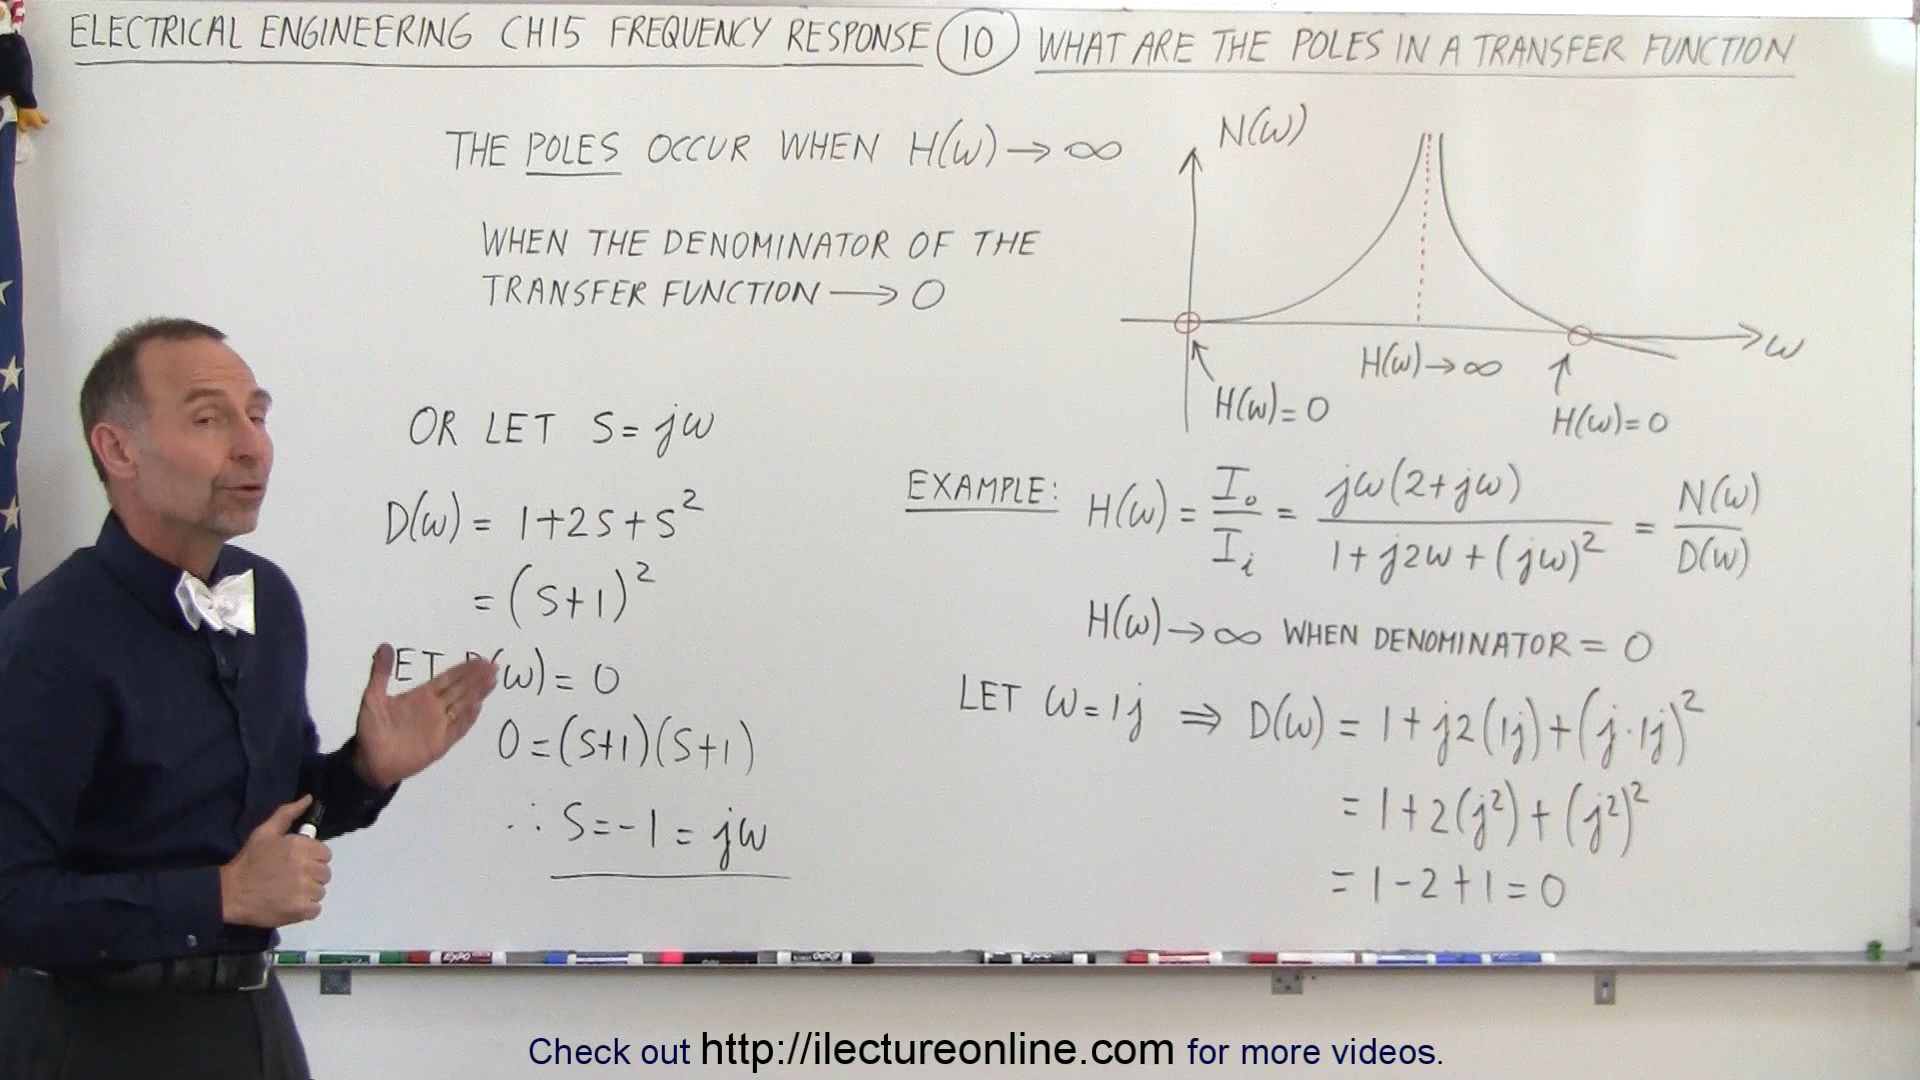 ELECTRICAL ENGINEERING CH15 FREQUENCY RESPONSE 10 WHAT ARE THE POLES IN A TRANSFER FUNCTION
THE POLES OCCUR WHEN H(ω) → ∞
WHEN THE DENOMINATOR OF THE
TRANSFER FUNCTION → 0
N(ω)
ω
H(ω) → ∞
H(ω) = 0
H(ω) = 0
OR LET S = jω
D(ω) = 1 + 2S + S²
= (S+1)²
(ω) = 0
0 = (S+1)(S+1)
∴ S = -1 = jω
EXAMPLE: H(ω) = I₀/Iᵢ = jω(2+jω)/(1 + j2ω + (jω)²) = N(ω)/D(ω)
H(ω) → ∞ WHEN DENOMINATOR = 0
LET ω = 1j ⇒ D(ω) = 1 + j2(1j) + (j·1j)²
= 1 + 2(j²) + (j²)²
= 1 - 2 + 1 = 0
EXPO
Check out http://ilectureonline.com for more videos.